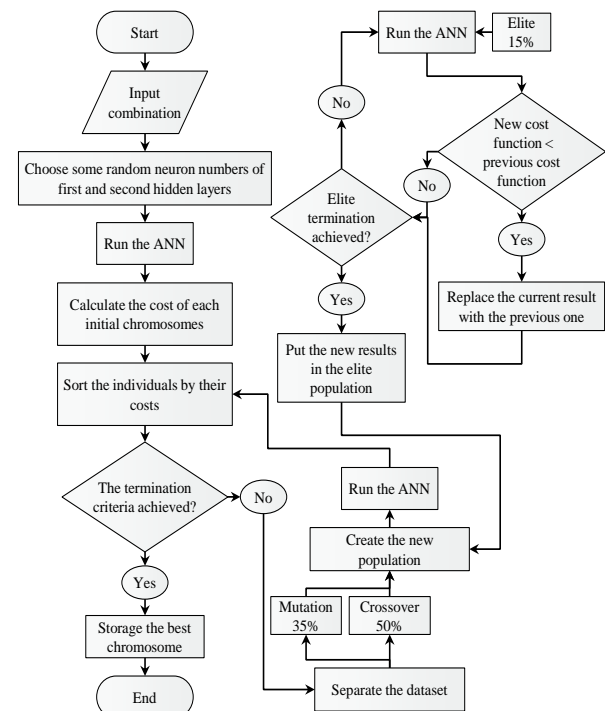 Start
Input
combination
Choose some random neuron numbers of
first and second hidden layers
Run the ANN
Calculate the cost of each
initial chromosomes
Sort the individuals by their
costs
The termination
criteria achieved?
No
Yes
Storage the best
chromosome
End
Run the ANN
Elite
15%
No
New cost
function <
previous cost
function
No
Yes
Elite
termination
achieved?
Yes
Replace the current result
with the previous one
Put the new results
in the elite
population
Run the ANN
Create the new
population
Mutation
35%
Crossover
50%
Separate the dataset